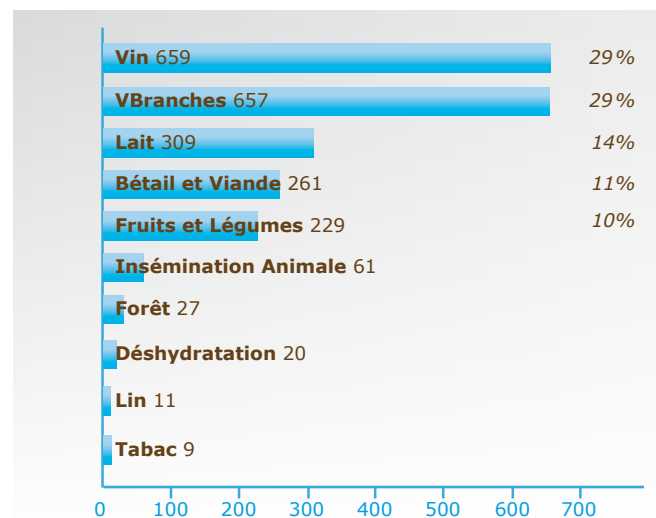 Vin 659 29%
VBranches 657 29%
Lait 309 14%
Bétail et Viande 261 11%
Fruits et Légumes 229 10%
Insémination Animale 61
Forêt 27
Déshydratation 20
Lin 11
Tabac 9
0 100 200 300 400 500 600 700